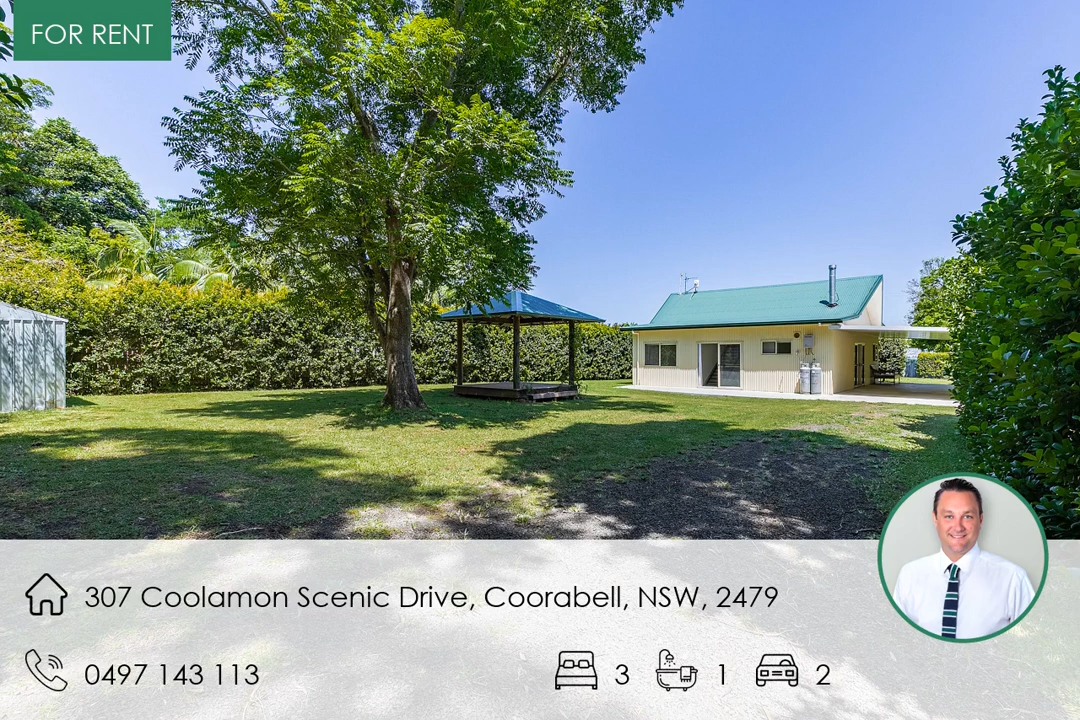 FOR RENT
307 Coolamon Scenic Drive, Coorabell, NSW, 2479
0497 143 113
3 1 2